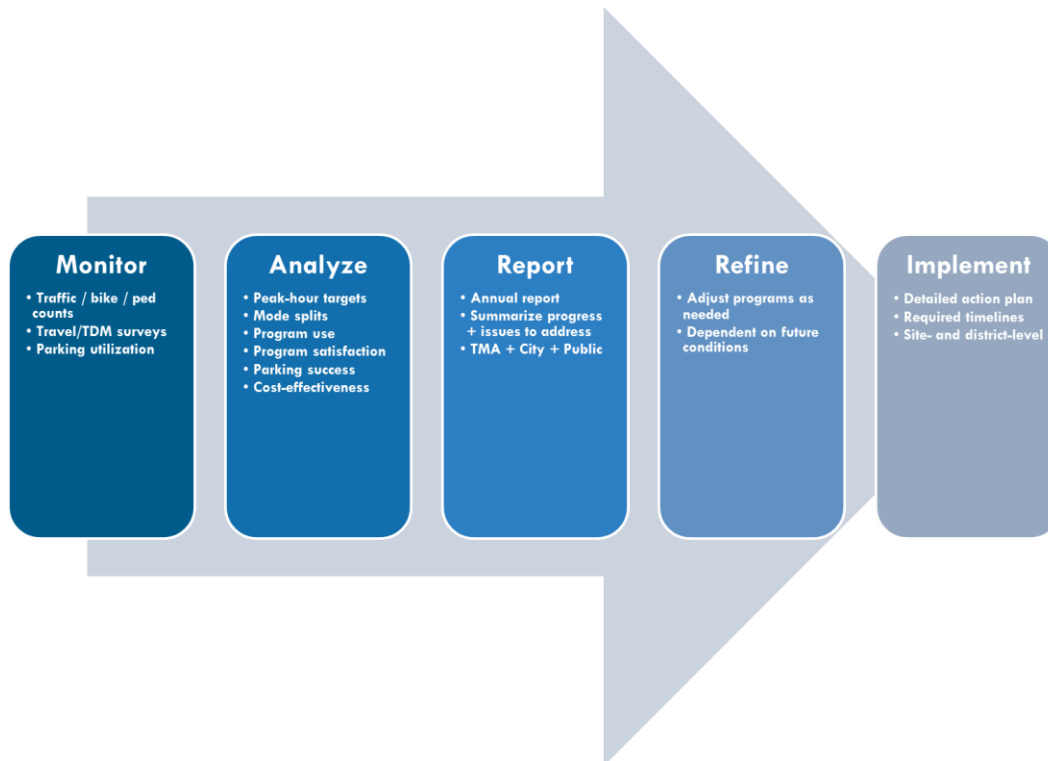 Monitor
• Traffic / bike / ped
counts
• Travel/TDM surveys
• Parking utilization
Analyze
• Peak-hour targets
• Mode splits
• Program use
• Program satisfaction
• Parking success
• Cost-effectiveness
Report
• Annual report
• Summarize progress
+ issues to address
• TMA + City + Public
Refine
• Adjust programs as
needed
• Dependent on future
conditions
Implement
• Detailed action plan
• Required timelines
• Site- and district-level